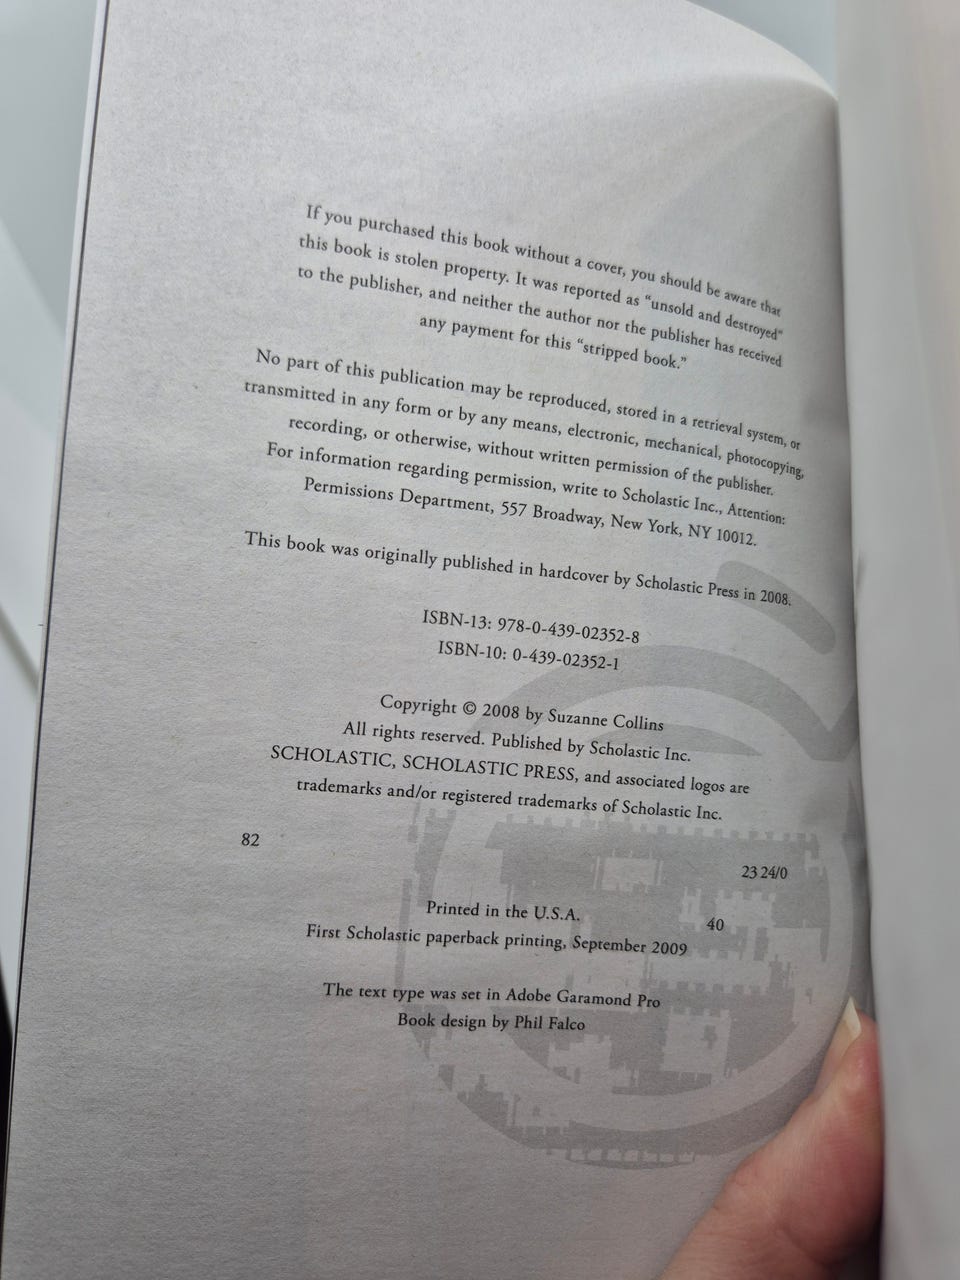 If you purchased this book without a cover, you should be aware that
this book is stolen property. It was reported as “unsold and destroyed”
to the publisher, and neither the author nor the publisher has received
any payment for this “stripped book.”
No part of this publication may be reproduced, stored in a retrieval system, or
transmitted in any form or by any means, electronic, mechanical, photocopying,
recording, or otherwise, without written permission of the publisher.
For information regarding permission, write to Scholastic Inc., Attention:
Permissions Department, 557 Broadway, New York, NY 10012.
This book was originally published in hardcover by Scholastic Press in 2008.
ISBN-13: 978-0-439-02352-8
ISBN-10: 0-439-02352-1
Copyright © 2008 by Suzanne Collins
All rights reserved. Published by Scholastic Inc.
SCHOLASTIC, SCHOLASTIC PRESS, and associated logos are
trademarks and/or registered trademarks of Scholastic Inc.
82 23 24/0
Printed in the U.S.A. 40
First Scholastic paperback printing, September 2009
The text type was set in Adobe Garamond Pro
Book design by Phil Falco